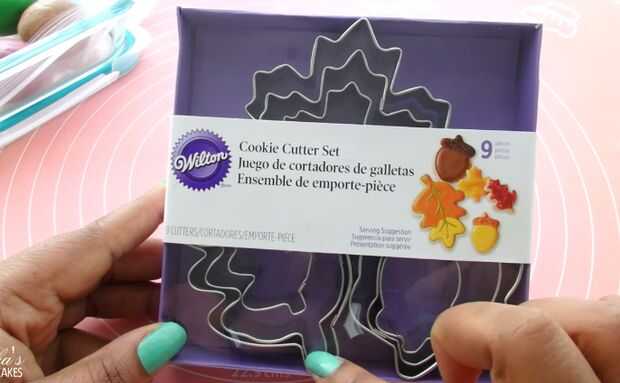 Wilton
Cookie Cutter Set
Juego de cortadores de galletas
Ensemble de emporte-pièce
9
CUTTERS/CORTADORES/EMPORTE-PIÈCE
Serving Suggestion
Sugerencia para servir
Présentation suggérée
's
CAKES